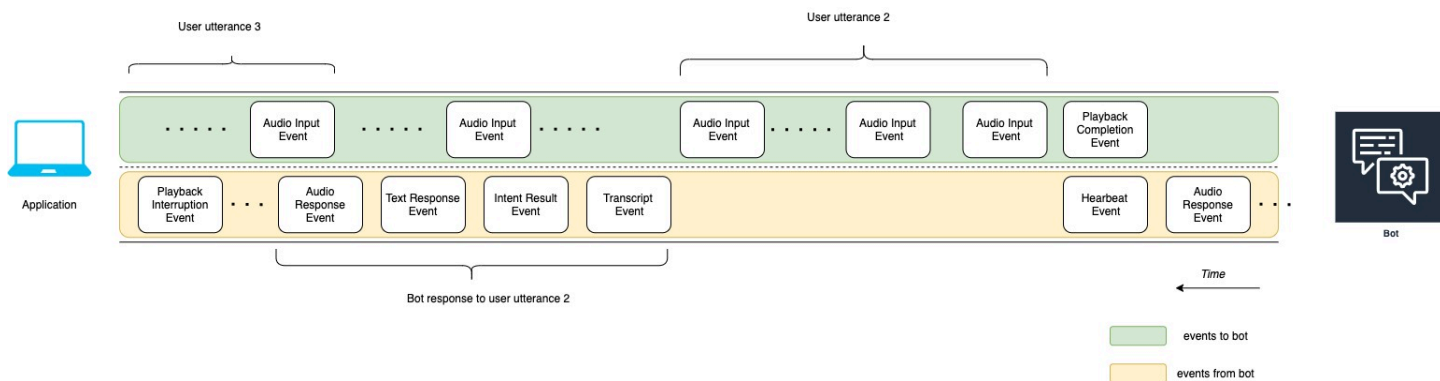 User utterance 3
User utterance 2
Audio Input
Event
Audio Input
Event
Audio Input
Event
Audio Input
Event
Audio Input
Event
Playback
Completion
Event
Application
Playback
Interruption
Event
Audio
Response
Event
Text Response
Event
Intent Result
Event
Transcript
Event
Hearbeat
Event
Audio
Response
Event
Bot
Bot response to user utterance 2
Time
events to bot
events from bot